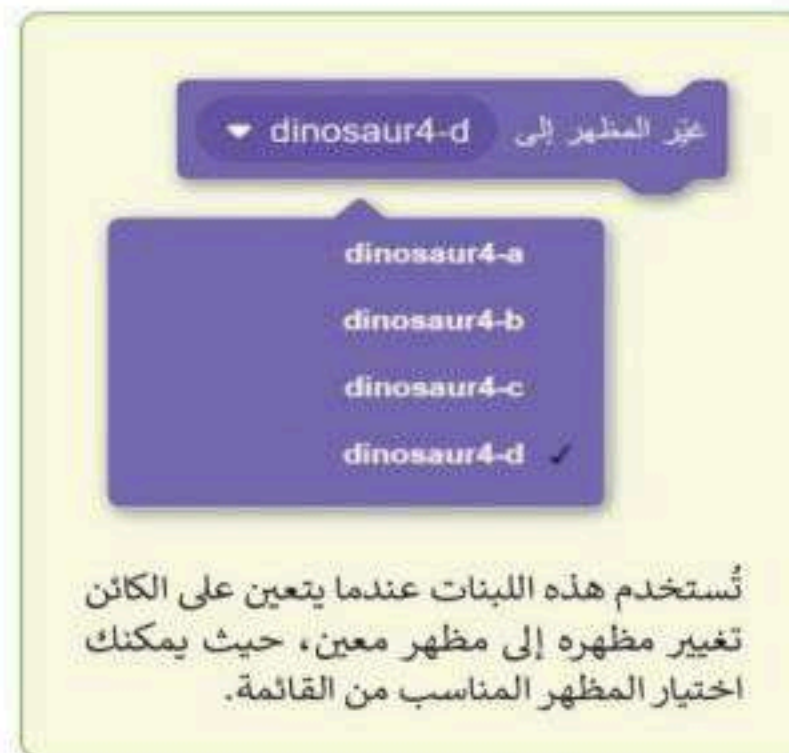 غيّر المظهر إلى dinosaur4-d
dinosaur4-a
dinosaur4-b
dinosaur4-c
dinosaur4-d ✓
تُستخدم هذه اللبنات عندما يتعين على الكائن
تغيير مظهره إلى مظهر معين، حيث يمكنك
اختيار المظهر المناسب من القائمة.